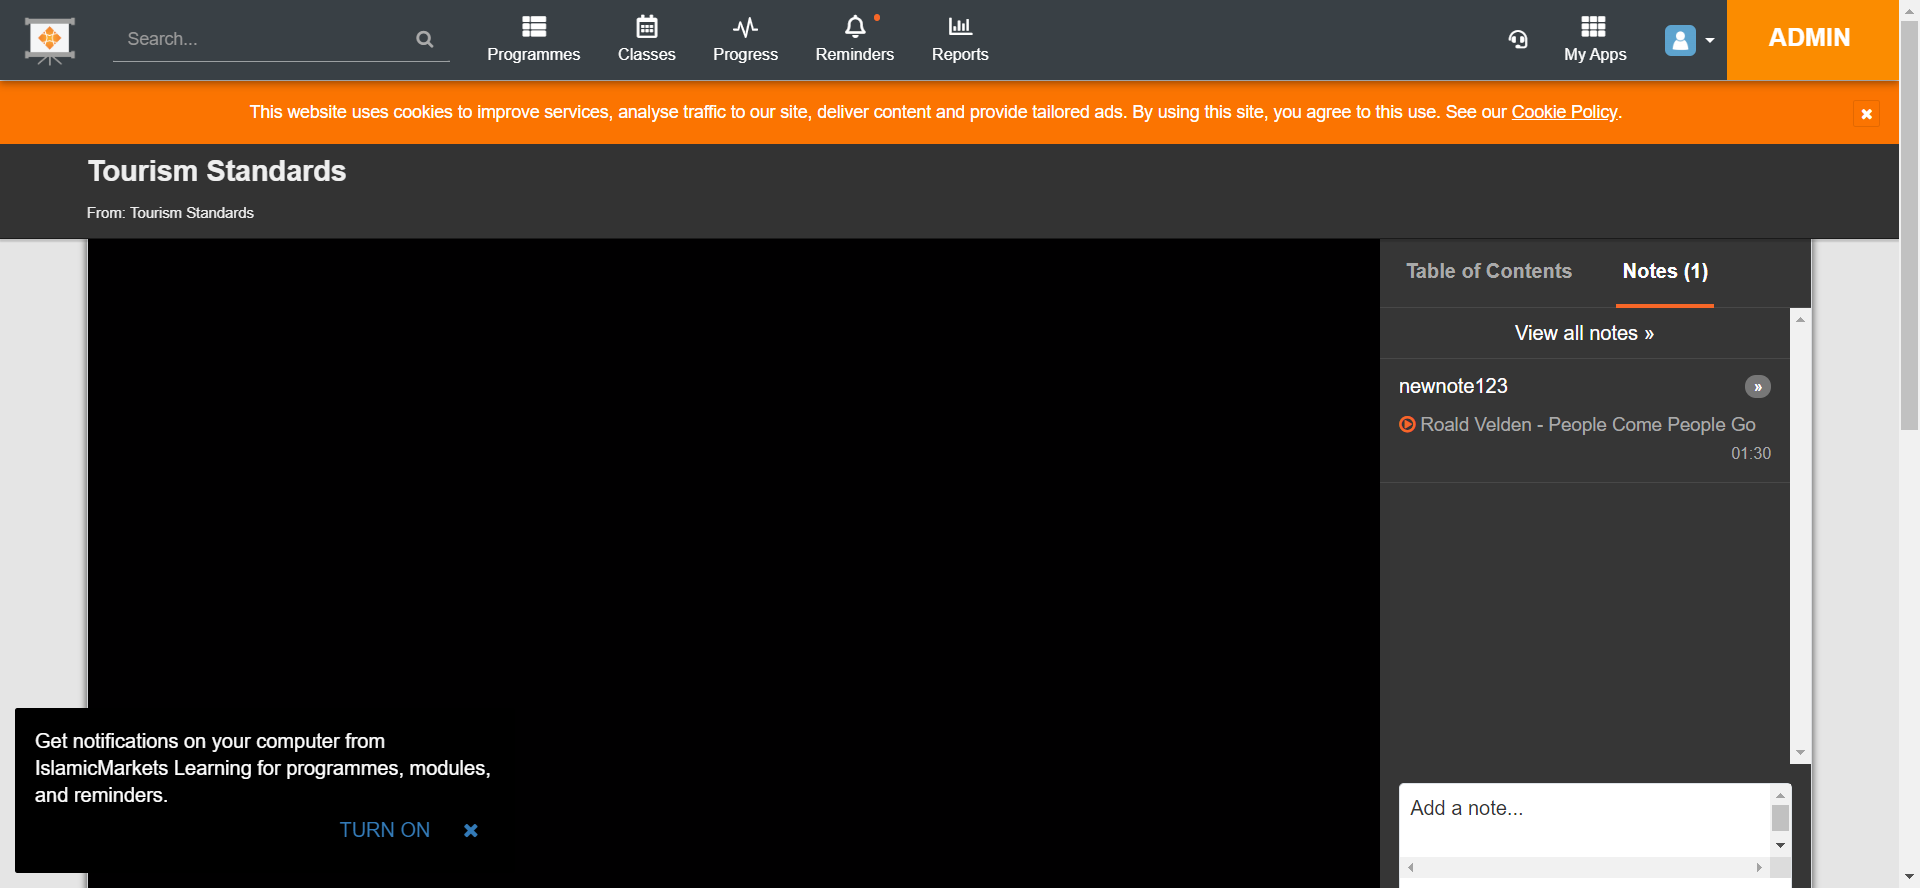 Search...
Programmes
Classes
Progress
Reminders
Reports
My Apps
ADMIN
This website uses cookies to improve services, analyse traffic to our site, deliver content and provide tailored ads. By using this site, you agree to this use. See our Cookie Policy.
Tourism Standards
From: Tourism Standards
Table of Contents
Notes (1)
View all notes »
newnote123
»
Roald Velden - People Come People Go
01:30
Get notifications on your computer from
IslamicMarkets Learning for programmes, modules,
and reminders.
TURN ON
Add a note...